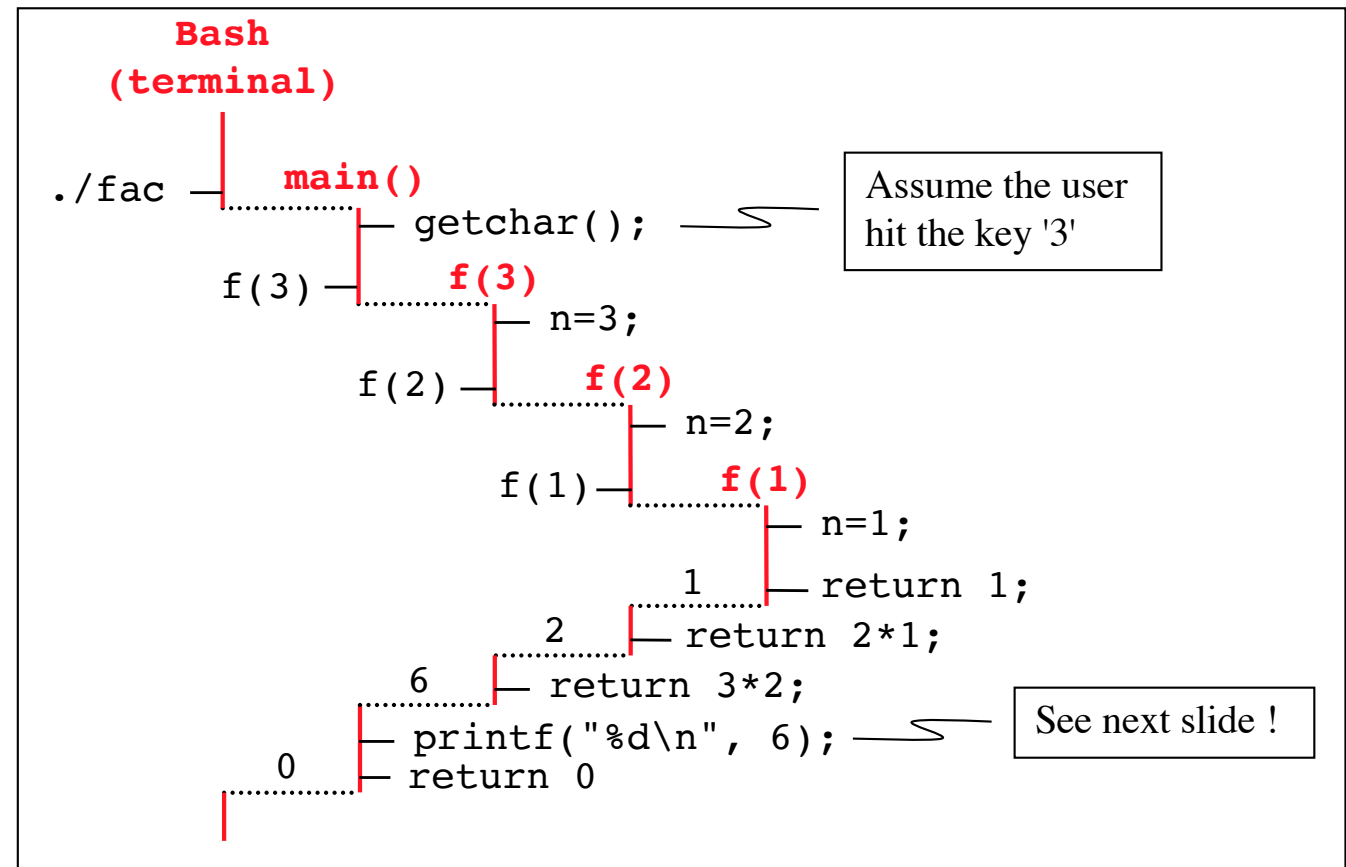 Bash
(terminal)
./fac
main()
getchar();
Assume the user
hit the key '3'
f(3)
f(3)
n=3;
f(2)
f(2)
n=2;
f(1)
f(1)
n=1;
1
return 1;
2
return 2*1;
6
return 3*2;
printf("%d\n", 6);
See next slide !
0
return 0